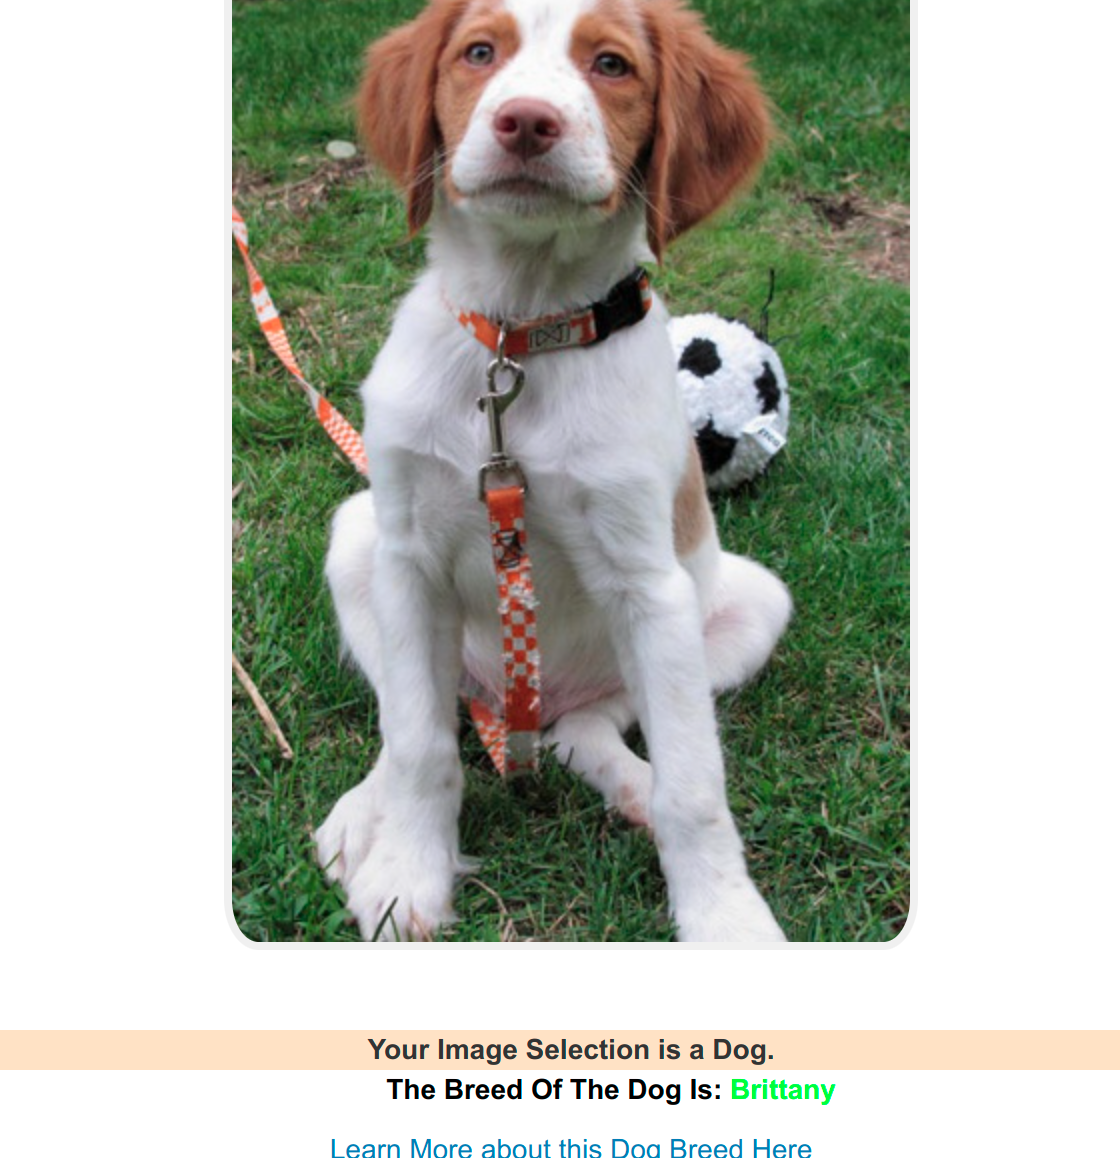 Your Image Selection is a Dog.
The Breed Of The Dog Is: Brittany
Learn More about this Dog Breed Here